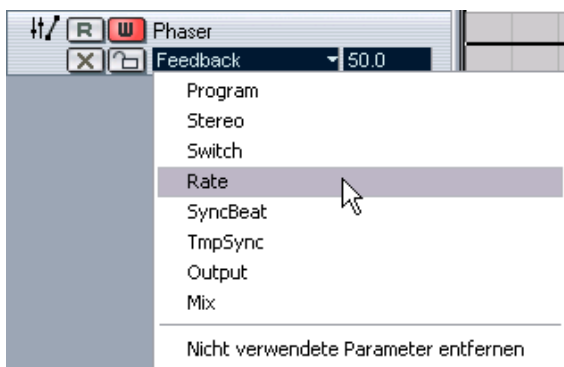 R W Phaser
X Feedback 50.0
Program
Stereo
Switch
Rate
SyncBeat
TmpSync
Output
Mix
Nicht verwendete Parameter entfernen